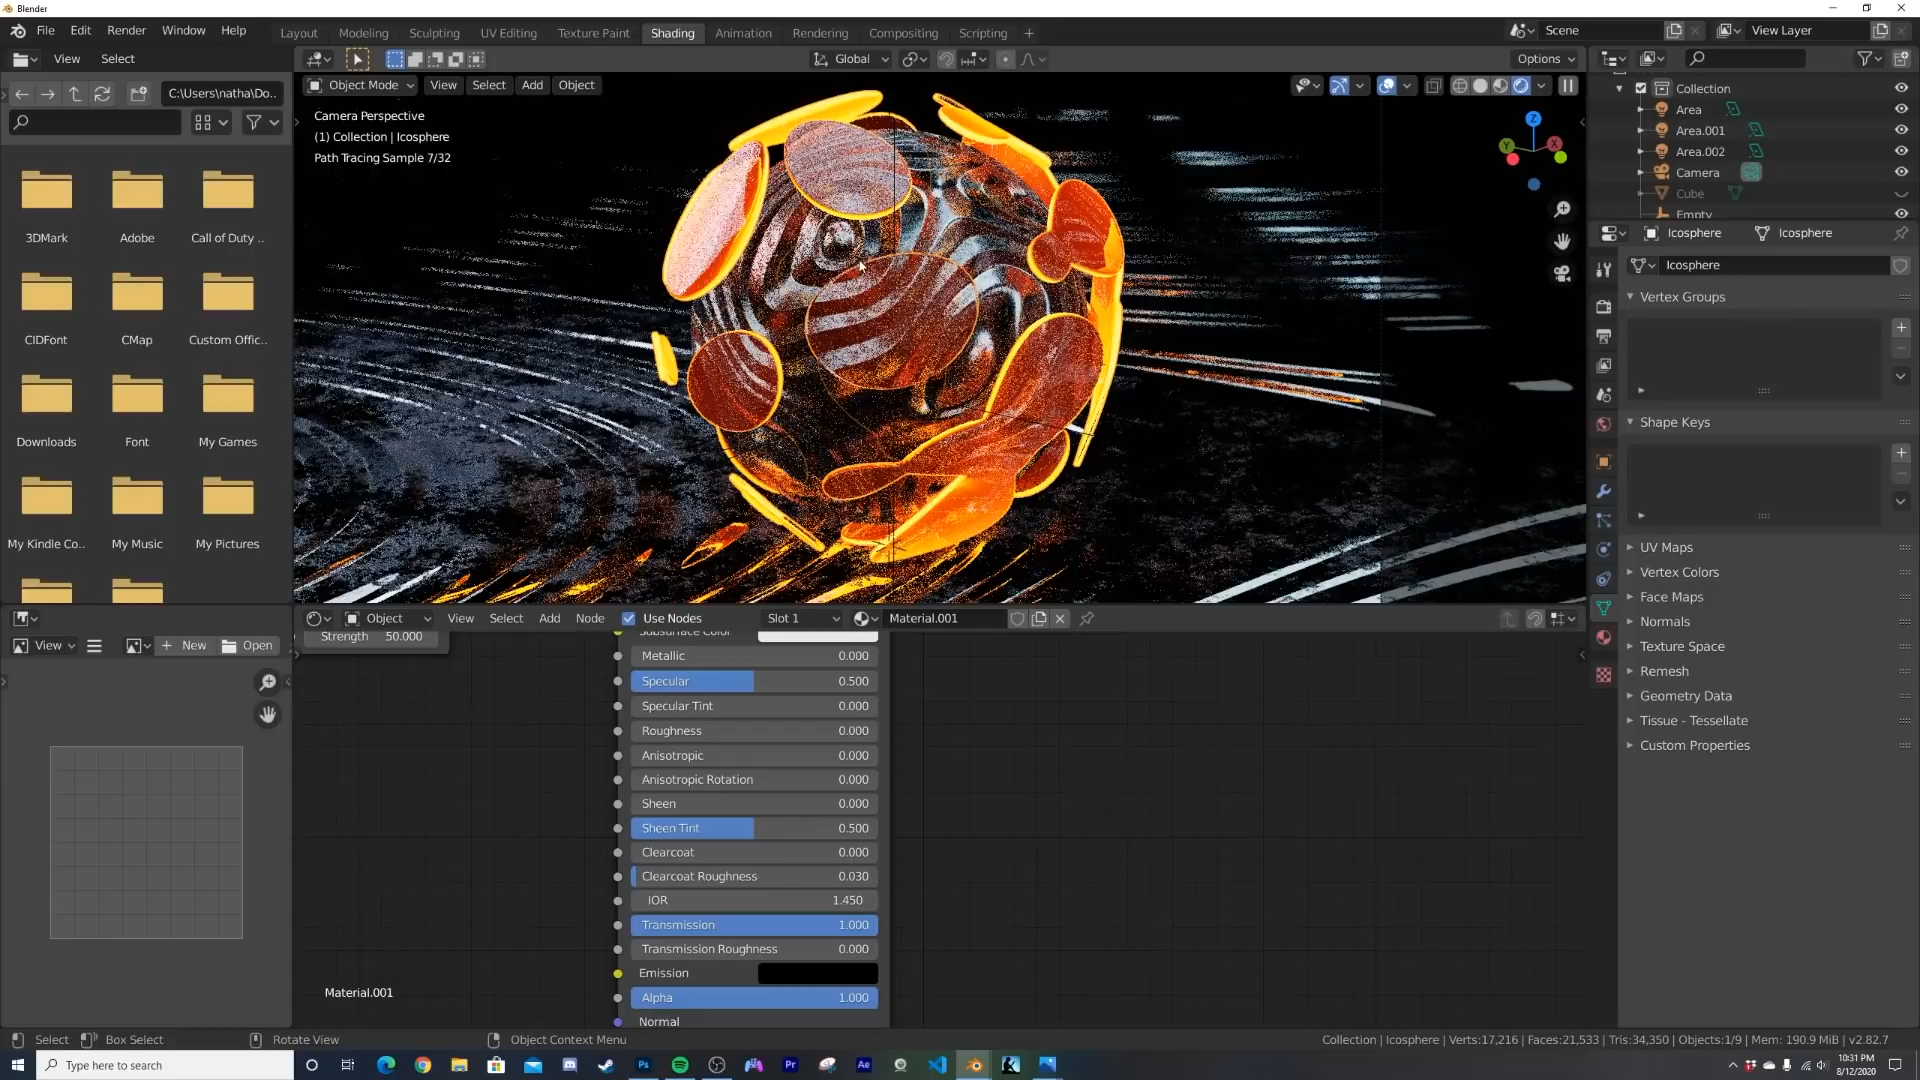 Blender
File Edit Render Window Help
Layout Modeling Sculpting UV Editing Texture Paint Shading Animation Rendering Compositing Scripting +
Scene
View Layer
View Select
Global
Options
C:\Users\natha\Do..
Object Mode View Select Add Object
Camera Perspective
(1) Collection | Icosphere
Path Tracing Sample 7/32
Z
Y
X
3DMark Adobe Call of Duty ..
CIDFont CMap Custom Offic..
Downloads Font My Games
My Kindle Co.. My Music My Pictures
Collection
Area
Area.001
Area.002
Camera
Cube
Empty
Icosphere Icosphere
Icosphere
Vertex Groups
Shape Keys
UV Maps
Vertex Colors
Face Maps
Normals
Texture Space
Remesh
Geometry Data
Tissue - Tessellate
Custom Properties
Object View Select Add Node Use Nodes Slot 1 Material.001
View + New Open
Strength 50.000
Subsurface Color
Metallic 0.000
Specular 0.500
Specular Tint 0.000
Roughness 0.000
Anisotropic 0.000
Anisotropic Rotation 0.000
Sheen 0.000
Sheen Tint 0.500
Clearcoat 0.000
Clearcoat Roughness 0.030
IOR 1.450
Transmission 1.000
Transmission Roughness 0.000
Emission
Alpha 1.000
Normal
Material.001
Select Box Select Rotate View Object Context Menu
Collection | Icosphere | Verts:17,216 | Faces:21,533 | Tris:34,350 | Objects:1/9 | Mem: 190.9 MiB | v2.82.7
Type here to search
Ps
Pr
Ae
10:31 PM
8/12/2020